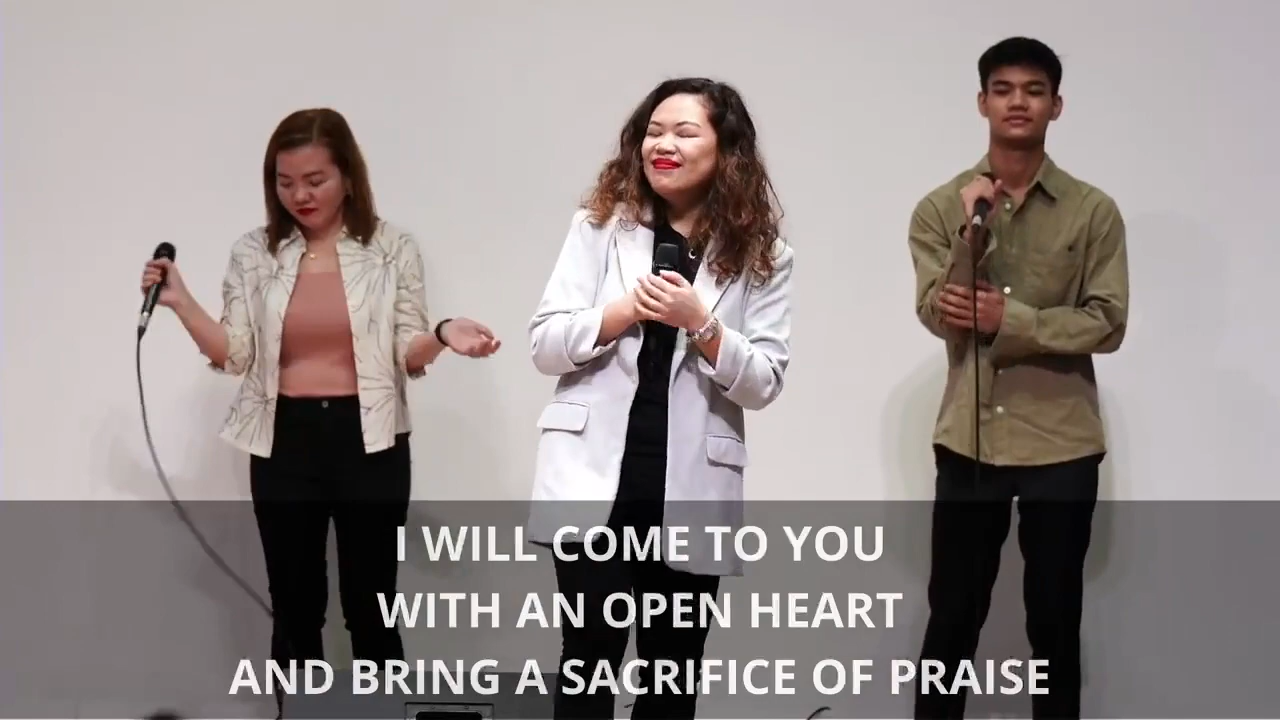 I WILL COME TO YOU
WITH AN OPEN HEART
AND BRING A SACRIFICE OF PRAISE